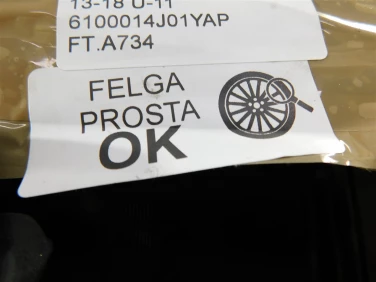 13-18 U-11
6100014J01YAP
FT.A734
FELGA
PROSTA
OK